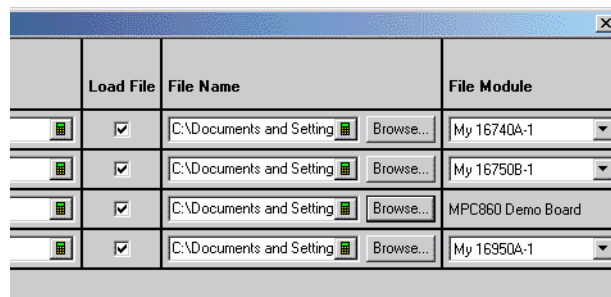 Load File File Name File Module
C:\Documents and Setting Browse... My 16740A-1
C:\Documents and Setting Browse... My 16750B-1
C:\Documents and Setting Browse... MPC860 Demo Board
C:\Documents and Setting Browse... My 16950A-1